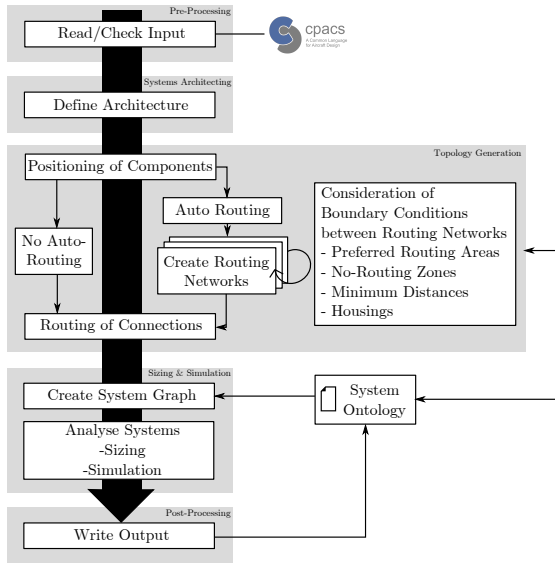 Pre-Processing
Read/Check Input
cpacs
A Common Language
for Aircraft Design
Systems Architecting
Define Architecture
Topology Generation
Positioning of Components
Auto Routing
No Auto-
Routing
Create Routing
Networks
Routing of Connections
Consideration of
Boundary Conditions
between Routing Networks
- Preferred Routing Areas
- No-Routing Zones
- Minimum Distances
- Housings
Sizing & Simulation
Create System Graph
System
Ontology
Analyse Systems
-Sizing
-Simulation
Post-Processing
Write Output